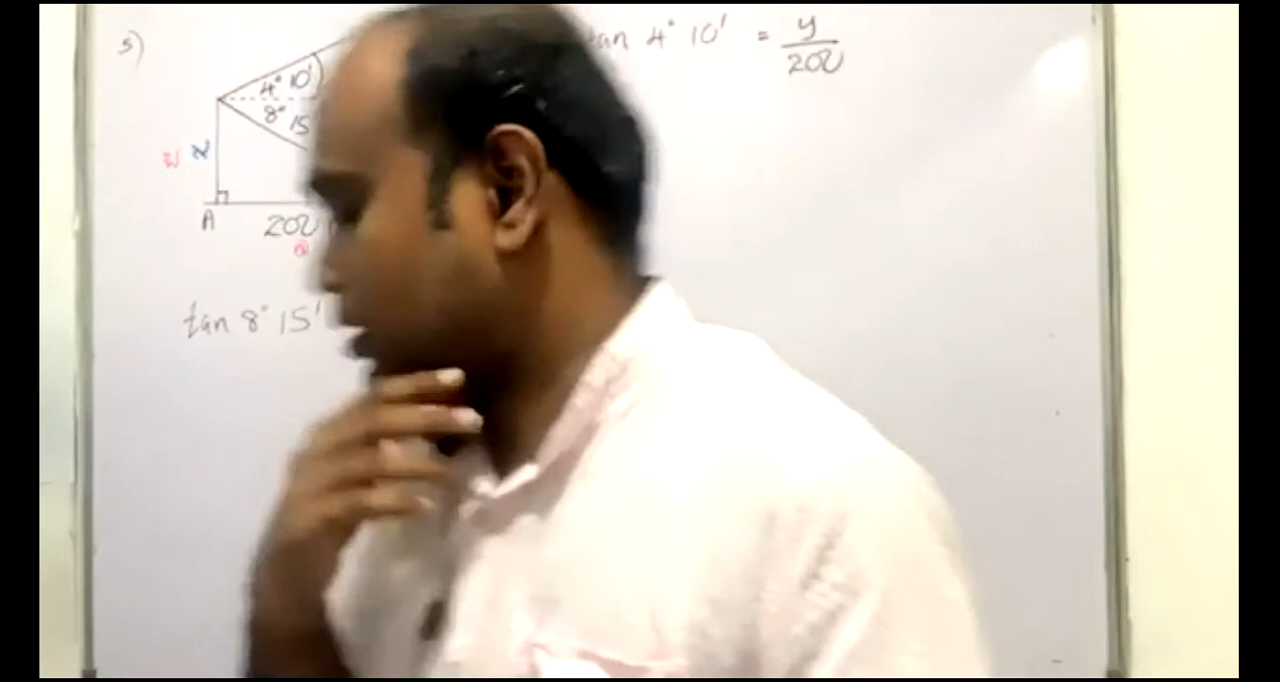 5)
tan 4° 10' = y/200
4° 10'
8° 15
x
A
200
tan 8° 15'